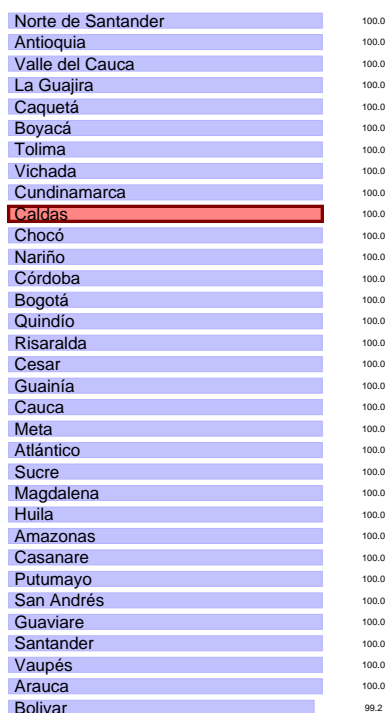 Norte de Santander 100.0
Antioquia 100.0
Valle del Cauca 100.0
La Guajira 100.0
Caquetá 100.0
Boyacá 100.0
Tolima 100.0
Vichada 100.0
Cundinamarca 100.0
Caldas 100.0
Chocó 100.0
Nariño 100.0
Córdoba 100.0
Bogotá 100.0
Quindío 100.0
Risaralda 100.0
Cesar 100.0
Guainía 100.0
Cauca 100.0
Meta 100.0
Atlántico 100.0
Sucre 100.0
Magdalena 100.0
Huila 100.0
Amazonas 100.0
Casanare 100.0
Putumayo 100.0
San Andrés 100.0
Guaviare 100.0
Santander 100.0
Vaupés 100.0
Arauca 100.0
Bolivar 99.2